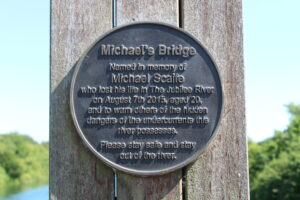 Michael's Bridge
Named in memory of
Michael Scaife
who lost his life in The Jubilee River
on August 7th 2015, aged 20,
and to warn others of the hidden
dangers of the undercurrents this
river possesses.
Please stay safe and stay
out of the river.